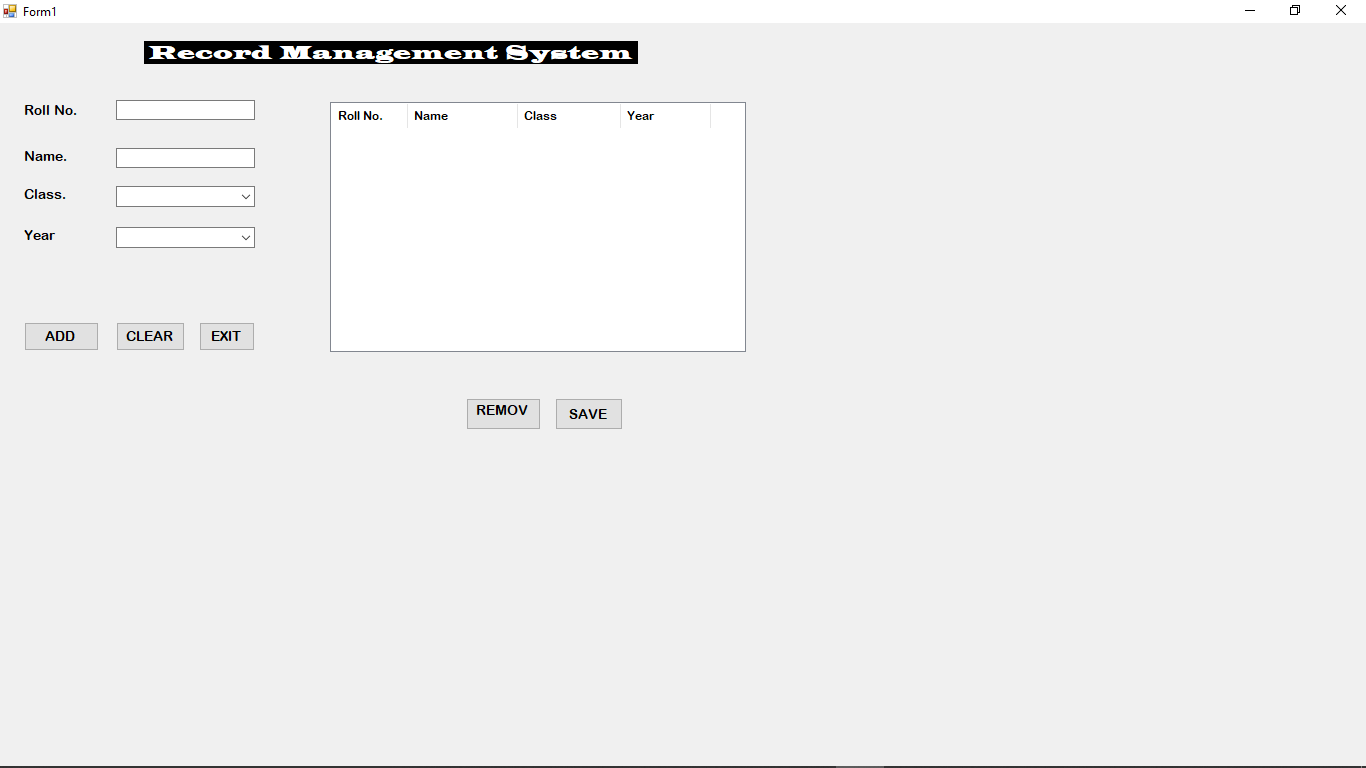 Form1
Record Management System
Roll No.
Name.
Class.
Year
Roll No. Name Class Year
ADD CLEAR EXIT
REMOV SAVE